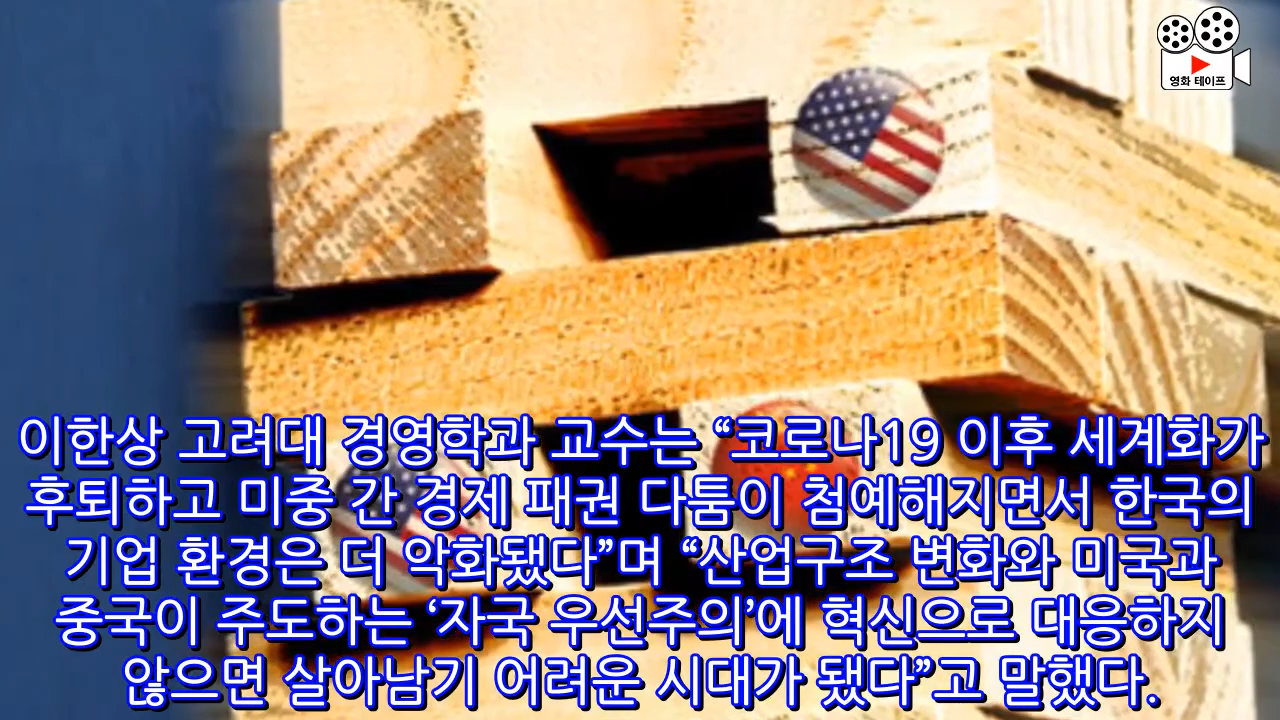 영화 테이프
이한상 고려대 경영학과 교수는 “코로나19 이후 세계화가
후퇴하고 미중 간 경제 패권 다툼이 첨예해지면서 한국의
기업 환경은 더 악화됐다”며 “산업구조 변화와 미국과
중국이 주도하는 ‘자국 우선주의’에 혁신으로 대응하지
않으면 살아남기 어려운 시대가 됐다”고 말했다.